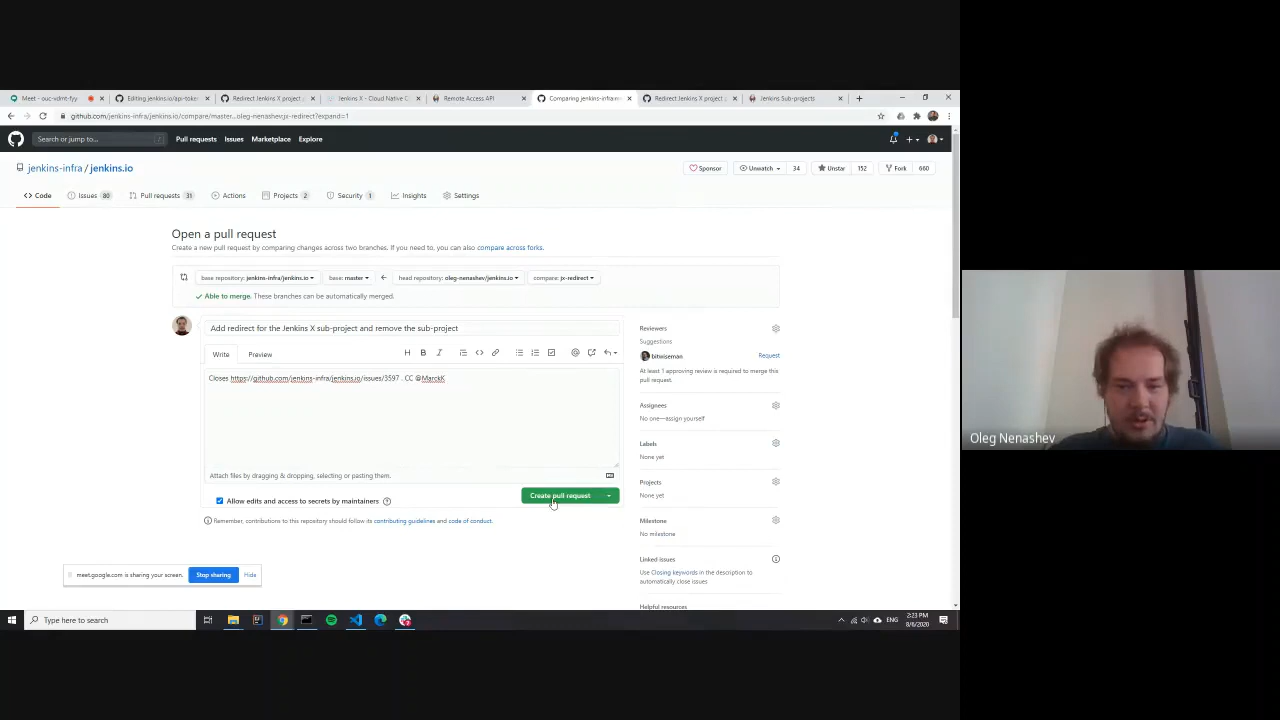 Meet - ouc-xdmt-fyy
Editing jenkins.io/api-toke
Redirect Jenkins X project
Jenkins X - Cloud Native C
Remote Access API
Comparing jenkins-infra:m
Redirect Jenkins X project
Jenkins Sub-projects
github.com/jenkins-infra/jenkins.io/compare/master...oleg-nenashev:jx-redirect?expand=1
Search or jump to...
Pull requests Issues Marketplace Explore
jenkins-infra / jenkins.io
Sponsor Unwatch 34 Unstar 152 Fork 660
Code Issues 80 Pull requests 31 Actions Projects 2 Security 1 Insights Settings
Open a pull request
Create a new pull request by comparing changes across two branches. If you need to, you can also compare across forks.
base repository: jenkins-infra/jenkins.io base: master head repository: oleg-nenashev/jenkins.io compare: jx-redirect
Able to merge. These branches can be automatically merged.
Add redirect for the Jenkins X sub-project and remove the sub-project
Write Preview
Closes https://github.com/jenkins-infra/jenkins.io/issues/3597 . CC @MarckK
Attach files by dragging & dropping, selecting or pasting them.
Allow edits and access to secrets by maintainers
Create pull request
Remember, contributions to this repository should follow its contributing guidelines and code of conduct.
Reviewers
Suggestions
bitwiseman Request
At least 1 approving review is required to merge this
pull request.
Assignees
No one—assign yourself
Labels
None yet
Projects
None yet
Milestone
No milestone
Linked issues
Use Closing keywords in the description to
automatically close issues
Helpful resources
meet.google.com is sharing your screen. Stop sharing Hide
Type here to search
ENG
2:23 PM
8/6/2020
Oleg Nenashev